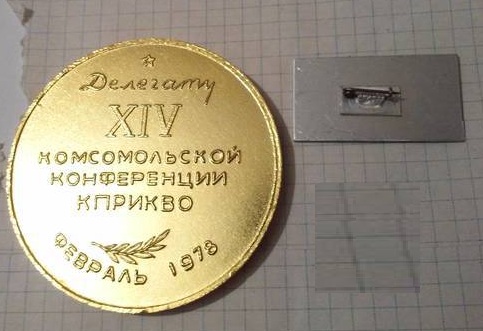 Делегату
XIV
КОМСОМОЛЬСКОЙ
КОНФЕРЕНЦИИ
КПРИКВО
ФЕВРАЛЬ 1978